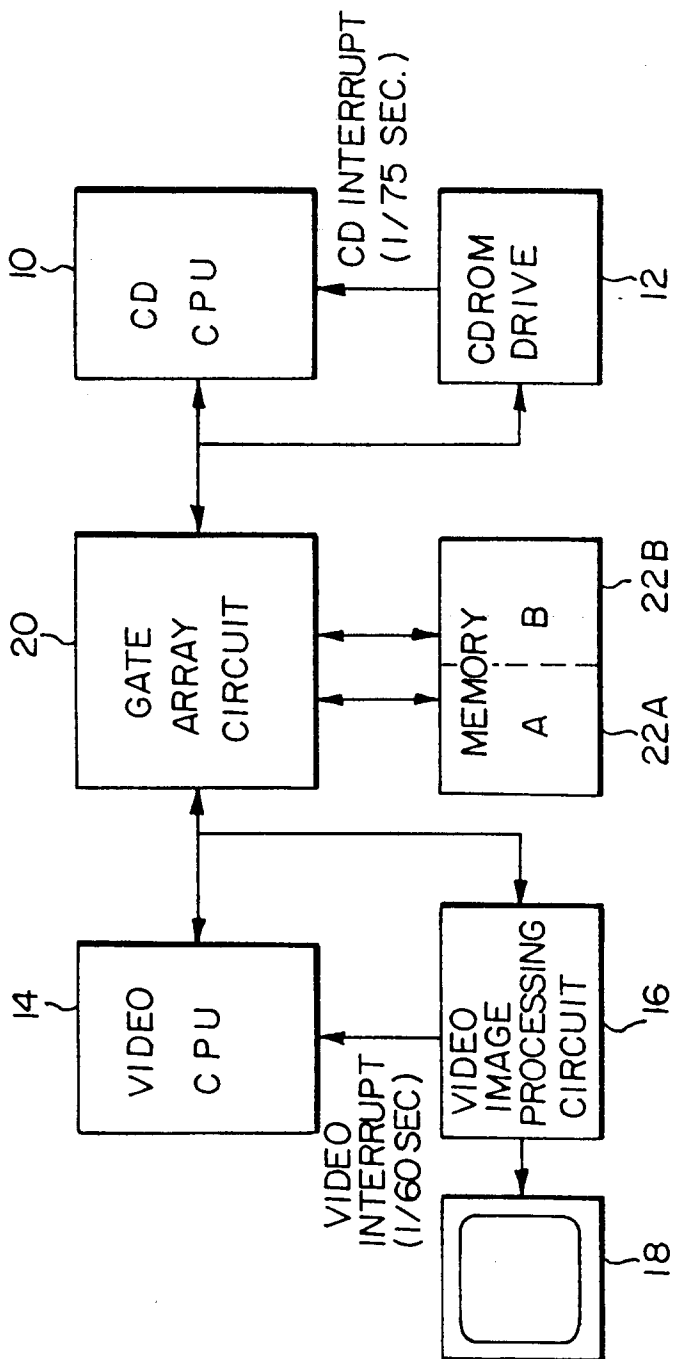 14
VIDEO
CPU
20
GATE
ARRAY
CIRCUIT
10
CD
CPU
VIDEO
INTERRUPT
(1/60 SEC)
CD INTERRUPT
(1/75 SEC.)
18
VIDEO
IMAGE
PROCESSING
CIRCUIT
16
MEMORY
A
B
22A
22B
CDROM
DRIVE
12